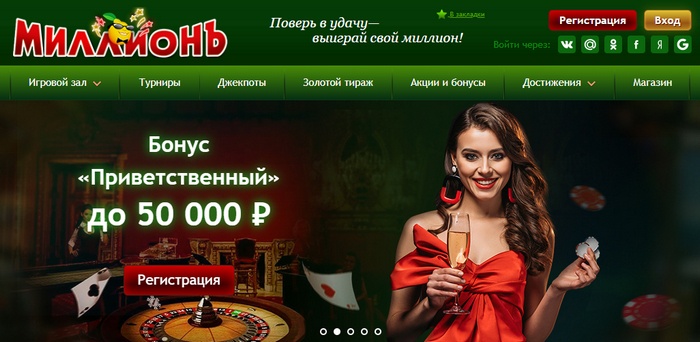 МИЛЛИОНЪ
Поверь в удачу—
выиграй свой миллион!
В закладки
Регистрация
Вход
Войти через:
Игровой зал
Турниры
Джекпоты
Золотой тираж
Акции и бонусы
Достижения
Магазин
Бонус
«Приветственный»
до 50 000 ₽
Регистрация